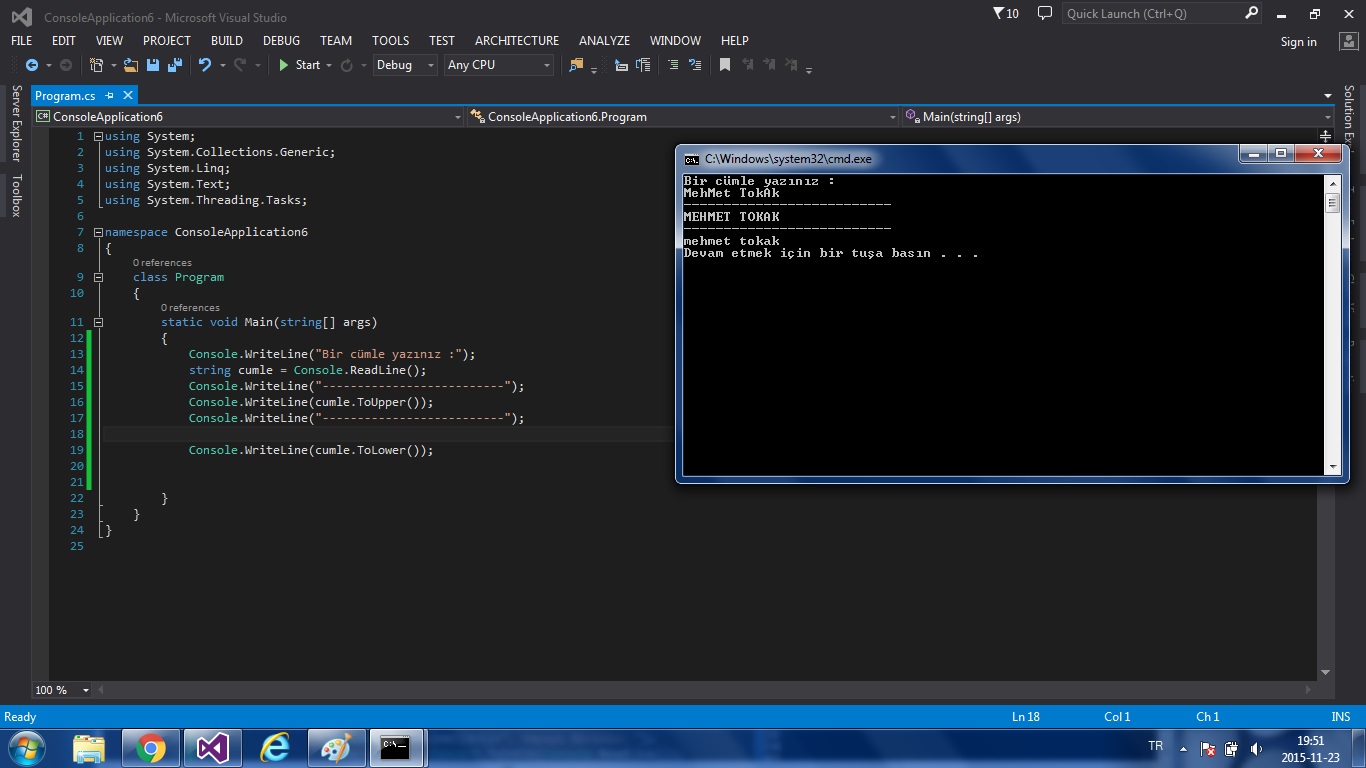 ConsoleApplication6 - Microsoft Visual Studio
10
Quick Launch (Ctrl+Q)
FILE EDIT VIEW PROJECT BUILD DEBUG TEAM TOOLS TEST ARCHITECTURE ANALYZE WINDOW HELP
Sign in
Start Debug Any CPU
Server Explorer
Toolbox
Program.cs
ConsoleApplication6
ConsoleApplication6.Program
Main(string[] args)
1 using System;
2 using System.Collections.Generic;
3 using System.Linq;
4 using System.Text;
5 using System.Threading.Tasks;
6
7 namespace ConsoleApplication6
8 {
0 references
9 class Program
10 {
0 references
11 static void Main(string[] args)
12 {
13 Console.WriteLine("Bir cümle yazınız :");
14 string cumle = Console.ReadLine();
15 Console.WriteLine("--------------------------");
16 Console.WriteLine(cumle.ToUpper());
17 Console.WriteLine("--------------------------");
18
19 Console.WriteLine(cumle.ToLower());
20
21
22 }
23 }
24 }
25
C:\Windows\system32\cmd.exe
Bir cümle yazınız :
MehMet TokAk
--------------------------
MEHMET TOKAK
--------------------------
mehmet tokak
Devam etmek için bir tuşa basın . . .
Solution
100 %
Ready
Ln 18 Col 1 Ch 1 INS
C:\_
TR
19:51
2015-11-23